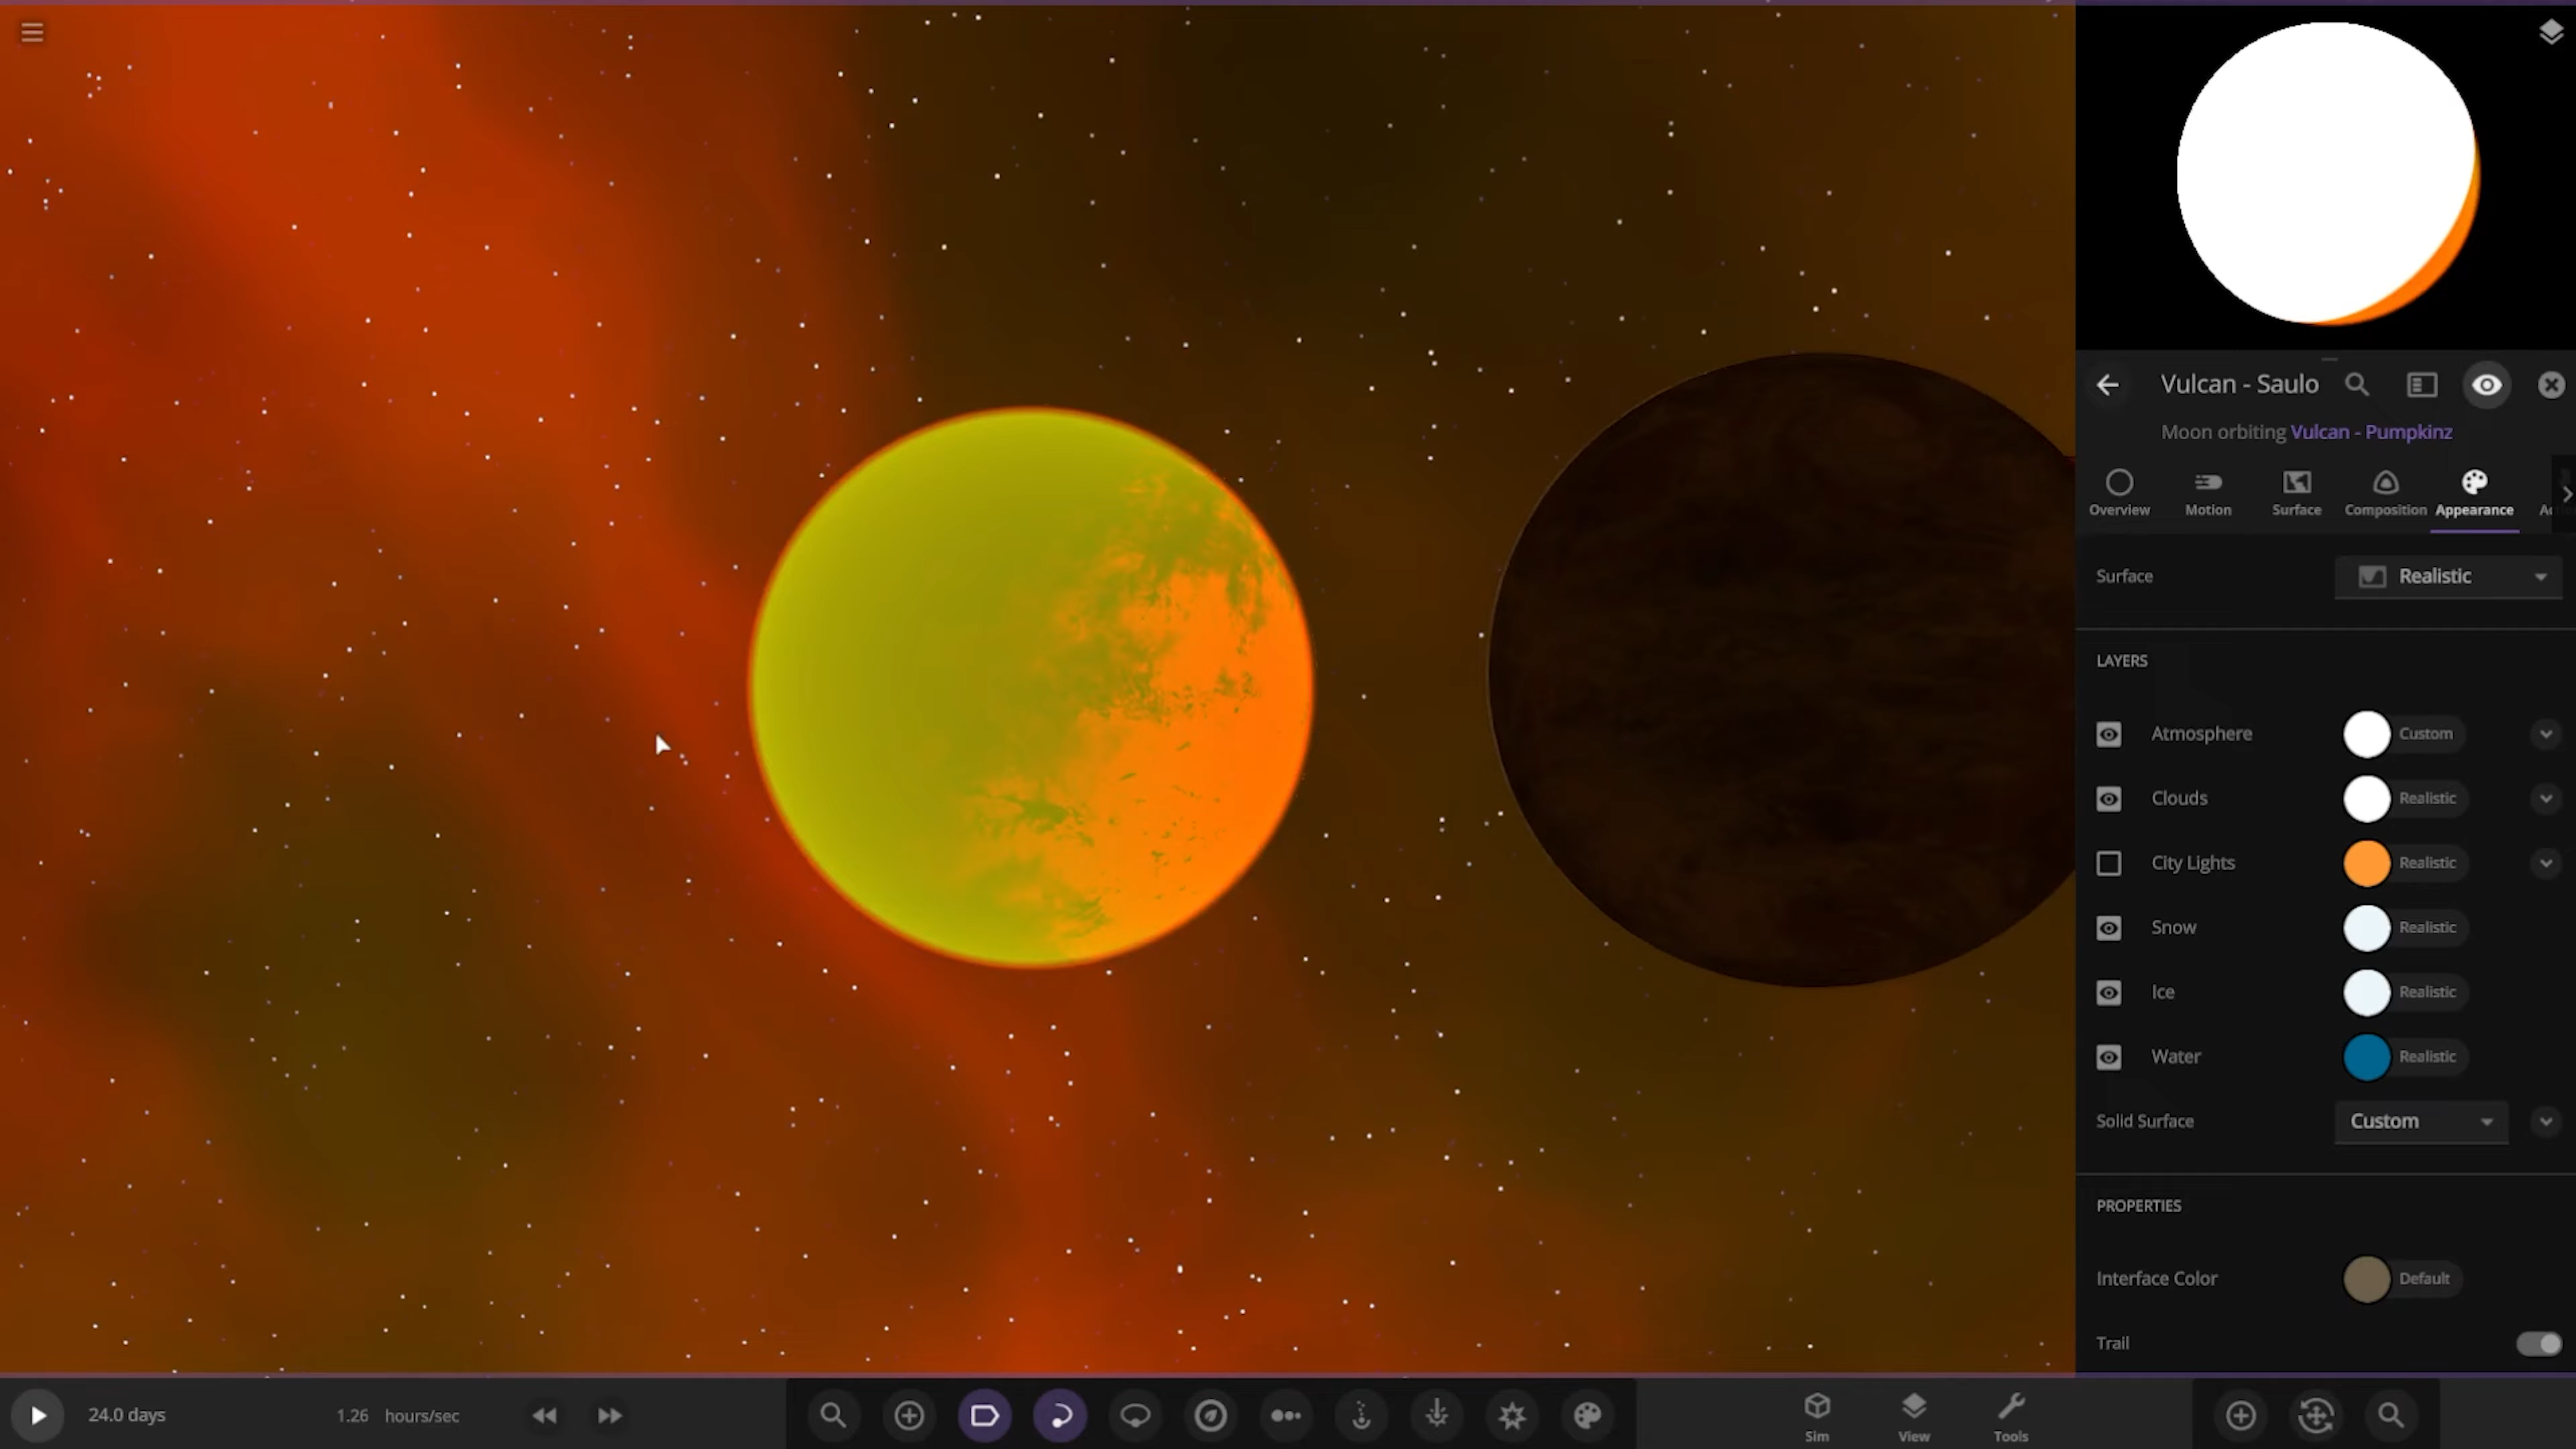 Vulcan - Saulo
Moon orbiting Vulcan - Pumpkinz
Overview Motion Surface Composition Appearance
Surface Realistic
LAYERS
Atmosphere Custom
Clouds Realistic
City Lights Realistic
Snow Realistic
Ice Realistic
Water Realistic
Solid Surface Custom
PROPERTIES
Interface Color Default
Trail
24.0 days 1.26 hours/sec Sim View Tools